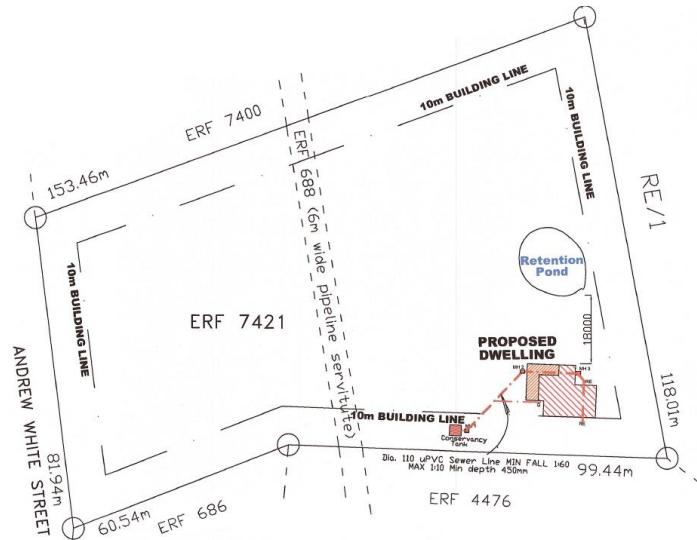 10m BUILDING LINE
ERF 7400
10m BUILDING LINE
153.46m
ERF 688 (6m wide pipeline servitute)
RE/1
Retention
Pond
10m BUILDING LINE
ERF 7421
18000
PROPOSED
DWELLING
MH 3
ANDREW WHITE STREET
118.01m
10m BUILDING LINE
Conservancy
Tank
81.94m
Dia. 110 uPVC Sewer Line MIN FALL 1:60
MAX 1:10 Min depth 450mm
99.44m
60.54m
ERF 686
ERF 4476